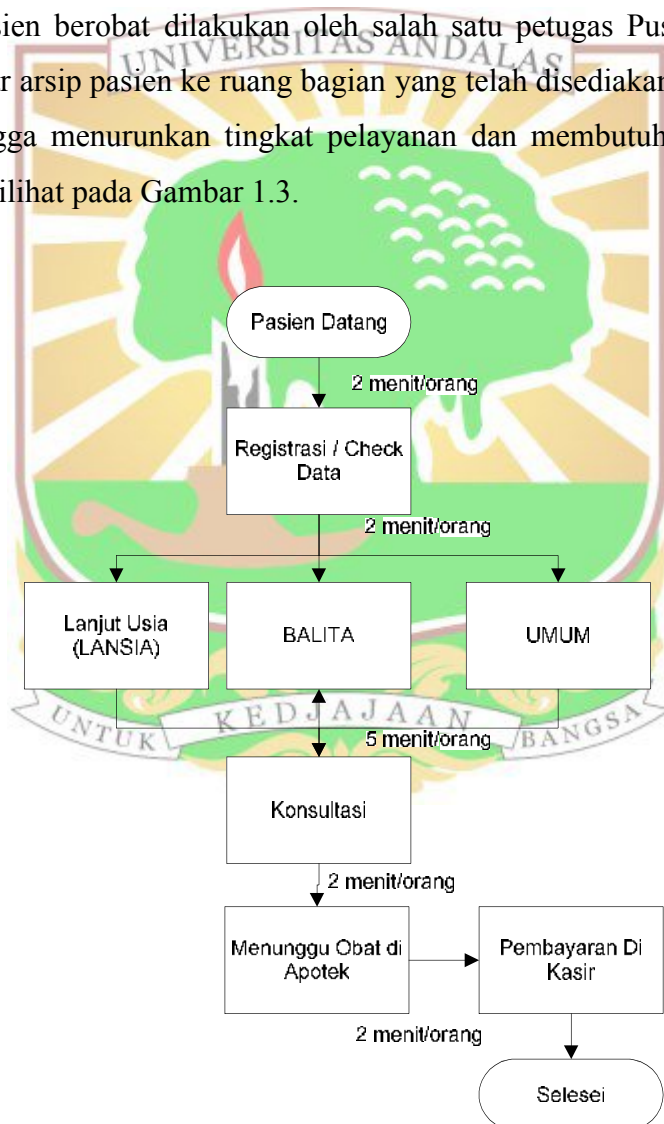 sien berobat dilakukan oleh salah satu petugas Pus
UNIVERSITAS ANDALAS
r arsip pasien ke ruang bagian yang telah disediakan
gga menurunkan tingkat pelayanan dan membutuh
ilihat pada Gambar 1.3.
Pasien Datang
2 menit/orang
Registrasi / Check
Data
2 menit/orang
Lanjut Usia
(LANSIA)
BALITA
UMUM
UNTUK KEDJAJAAN BANGSA
5 menit/orang
Konsultasi
2 menit/orang
Menunggu Obat di
Apotek
Pembayaran Di
Kasir
2 menit/orang
Selesei